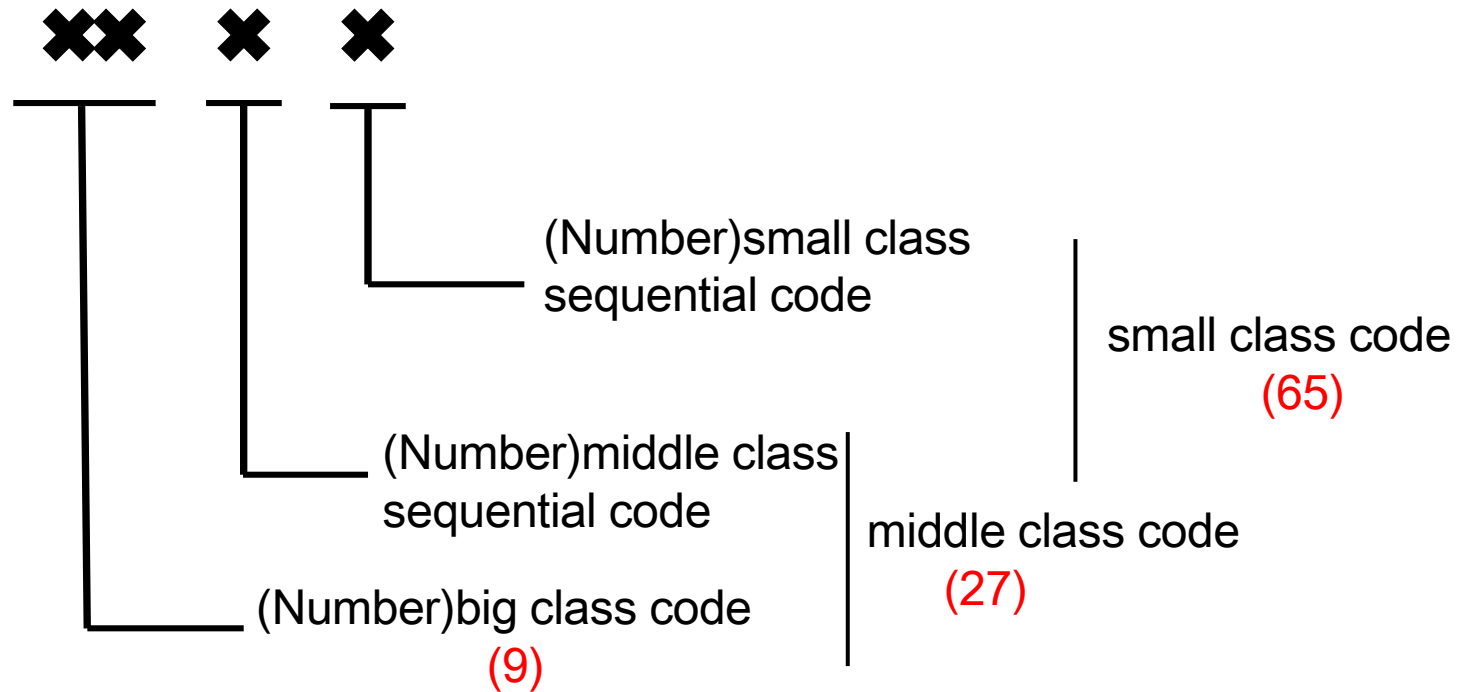 ✖✖ ✖ ✖
(Number)small class
sequential code
small class code
(65)
(Number)middle class
sequential code
middle class code
(27)
(Number)big class code
(9)